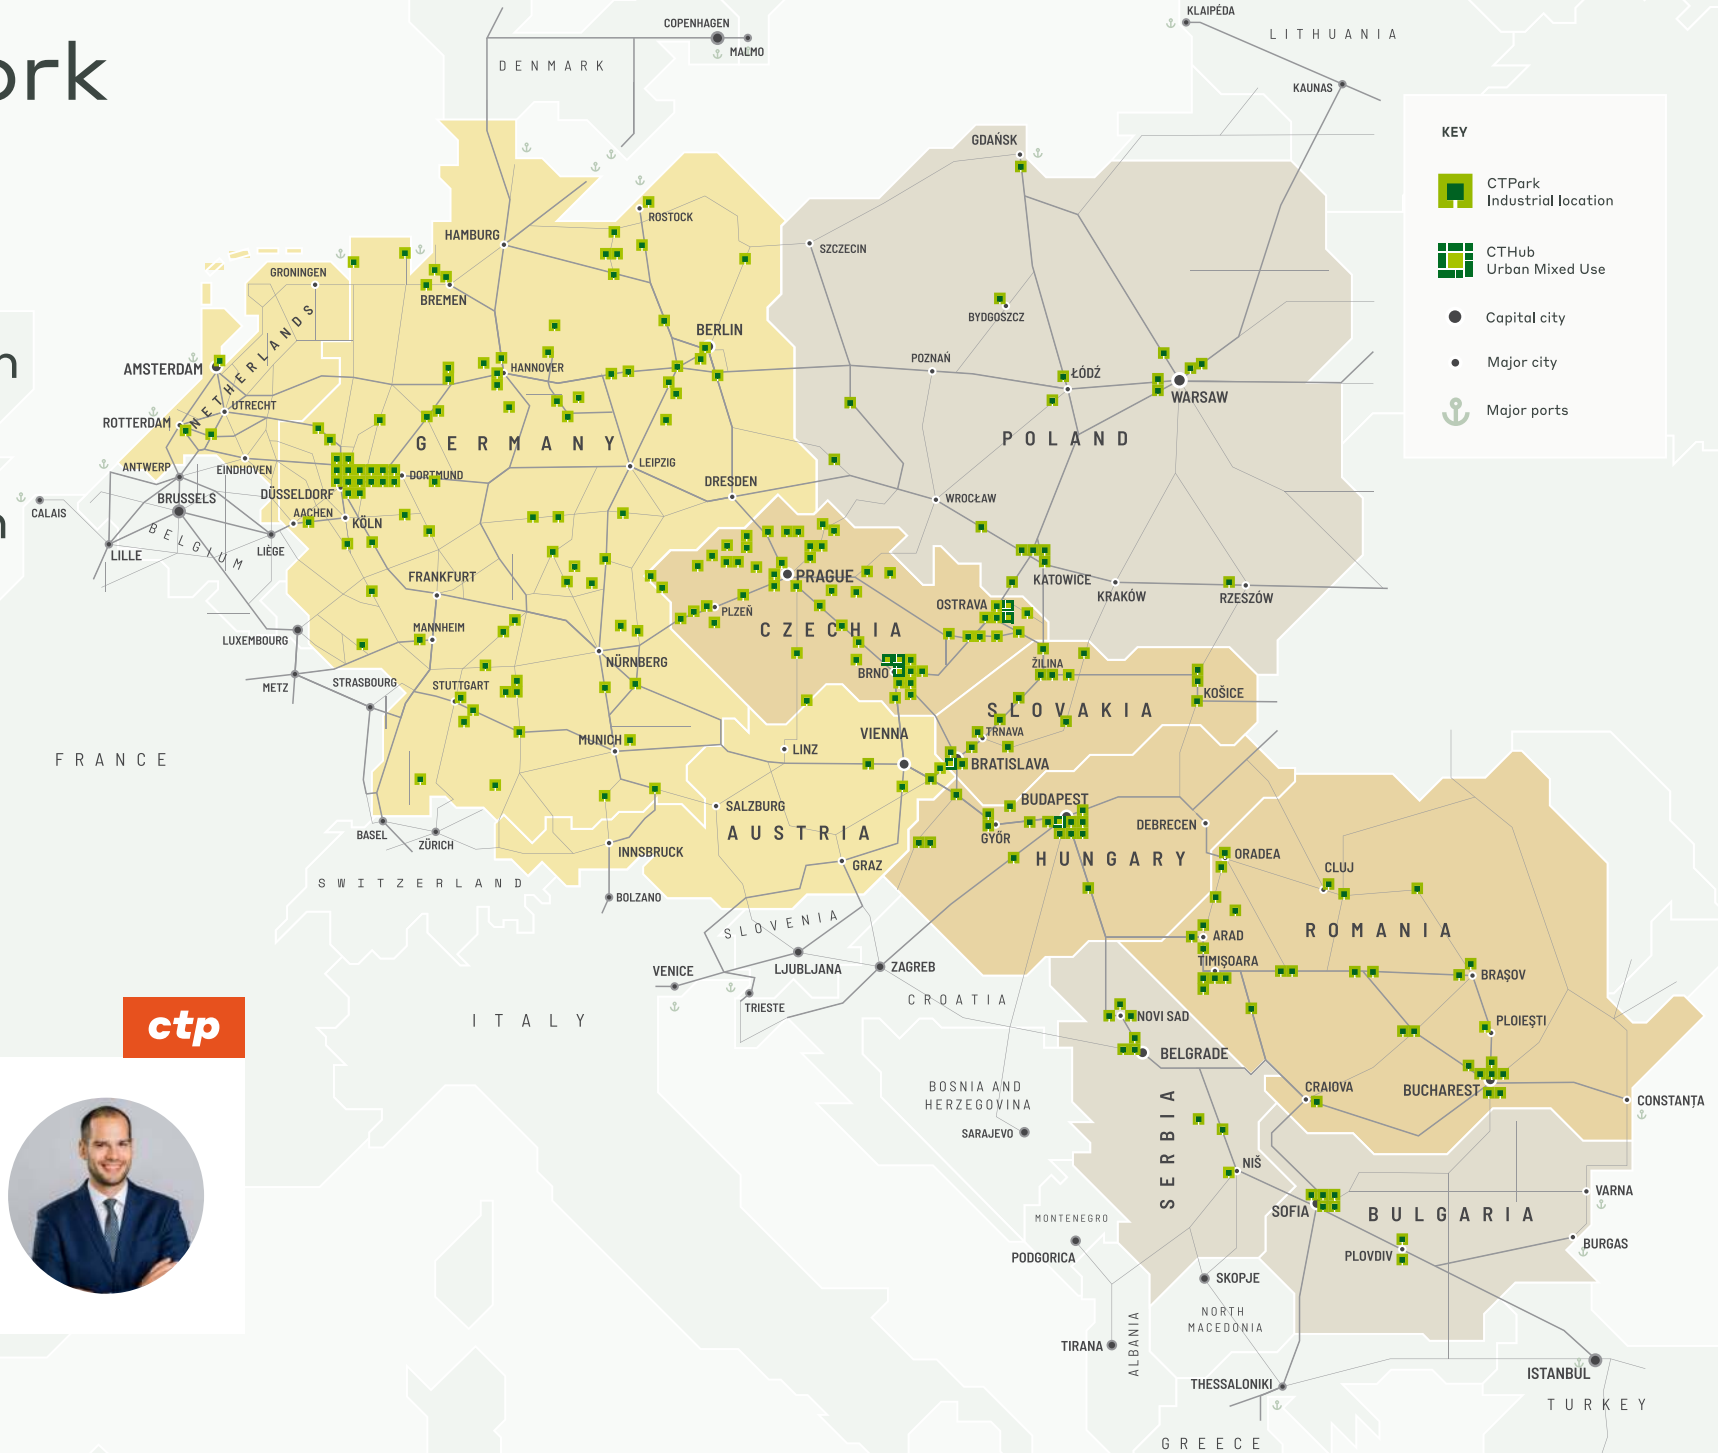 ork
n
n
ctp
KEY
CTPark
Industrial location
CTHub
Urban Mixed Use
Capital city
Major city
Major ports
COPENHAGEN
MALMO
DENMARK
KLAIPĖDA
LITHUANIA
KAUNAS
GDAŃSK
ROSTOCK
HAMBURG
SZCZECIN
GRONINGEN
BREMEN
BYDGOSZCZ
BERLIN
NETHERLANDS
AMSTERDAM
HANNOVER
POZNAŃ
ŁÓDŹ
WARSAW
UTRECHT
ROTTERDAM
GERMANY
POLAND
ANTWERP
EINDHOVEN
DORTMUND
LEIPZIG
DRESDEN
DÜSSELDORF
BRUSSELS
WROCŁAW
CALAIS
AACHEN
KÖLN
BELGIUM
LILLE
LIÈGE
FRANKFURT
PRAGUE
KATOWICE
KRAKÓW
RZESZÓW
OSTRAVA
PLZEŇ
CZECHIA
MANNHEIM
LUXEMBOURG
NÜRNBERG
ŽILINA
BRNO
METZ
STRASBOURG
STUTTGART
KOŠICE
SLOVAKIA
VIENNA
TRNAVA
MUNICH
LINZ
FRANCE
BRATISLAVA
BUDAPEST
SALZBURG
DEBRECEN
BASEL
ZÜRICH
AUSTRIA
GYÖR
HUNGARY
INNSBRUCK
GRAZ
ORADEA
CLUJ
SWITZERLAND
BOLZANO
SLOVENIA
ROMANIA
ARAD
TIMIŞOARA
VENICE
LJUBLJANA
ZAGREB
BRAŞOV
TRIESTE
CROATIA
NOVI SAD
ITALY
PLOIEŞTI
BELGRADE
BOSNIA AND
HERZEGOVINA
CRAIOVA
BUCHAREST
CONSTANŢA
SARAJEVO
SERBIA
NIŠ
VARNA
SOFIA
BULGARIA
MONTENEGRO
PODGORICA
PLOVDIV
BURGAS
SKOPJE
NORTH
MACEDONIA
TIRANA
ALBANIA
ISTANBUL
THESSALONIKI
TURKEY
GREECE